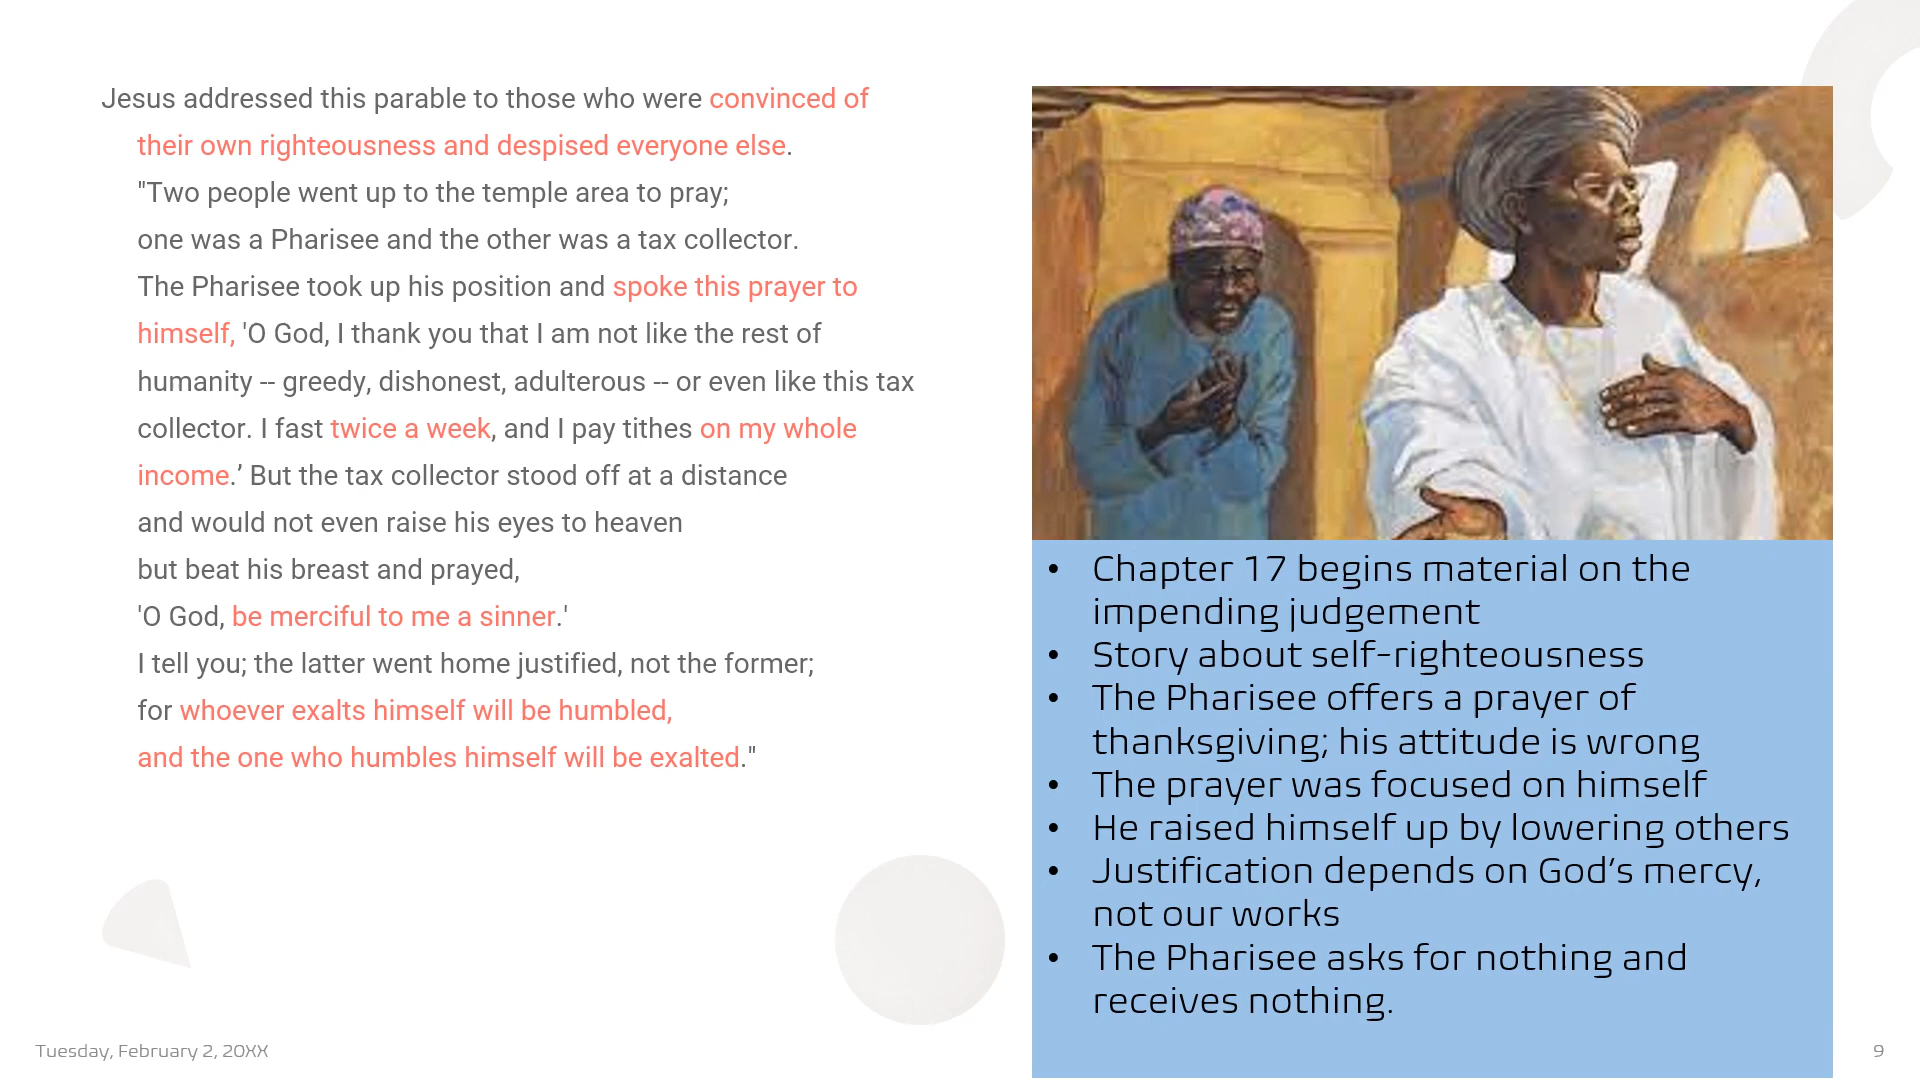 Jesus addressed this parable to those who were convinced of
their own righteousness and despised everyone else.
"Two people went up to the temple area to pray;
one was a Pharisee and the other was a tax collector.
The Pharisee took up his position and spoke this prayer to
himself, 'O God, I thank you that I am not like the rest of
humanity -- greedy, dishonest, adulterous -- or even like this tax
collector. I fast twice a week, and I pay tithes on my whole
income.’ But the tax collector stood off at a distance
and would not even raise his eyes to heaven
but beat his breast and prayed,
'O God, be merciful to me a sinner.'
I tell you; the latter went home justified, not the former;
for whoever exalts himself will be humbled,
and the one who humbles himself will be exalted."
• Chapter 17 begins material on the
impending judgement
• Story about self-righteousness
• The Pharisee offers a prayer of
thanksgiving; his attitude is wrong
• The prayer was focused on himself
• He raised himself up by lowering others
• Justification depends on God’s mercy,
not our works
• The Pharisee asks for nothing and
receives nothing.
Tuesday, February 2, 20XX
9